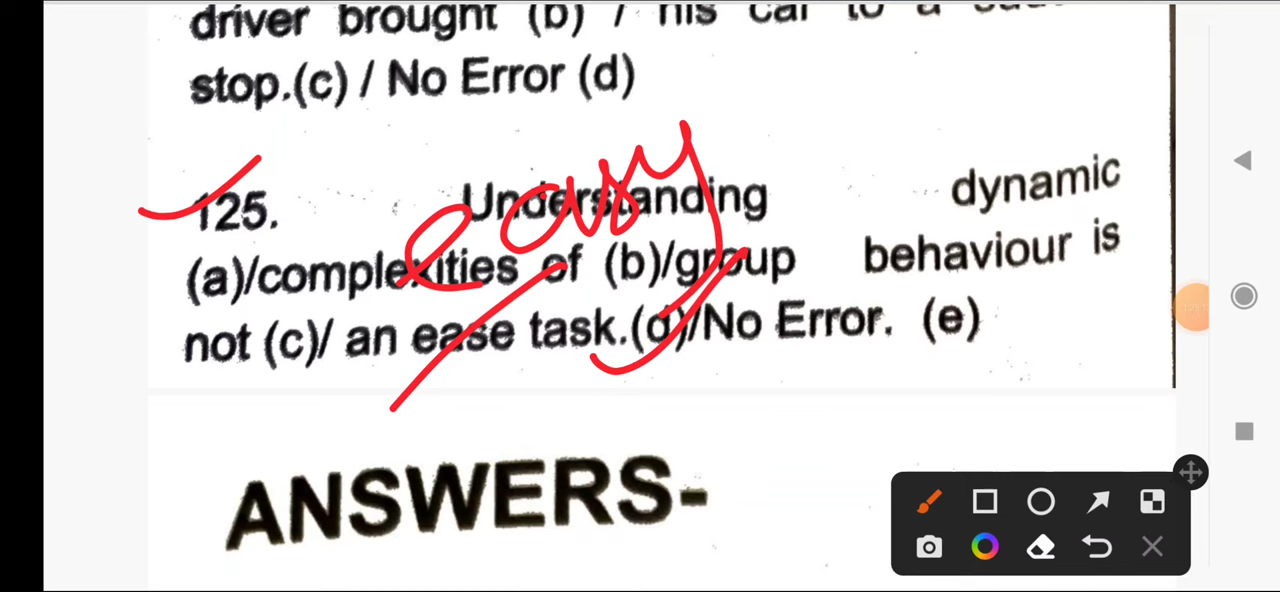 driver brought (b) / his car to a
stop.(c) / No Error (d)
easy
125. Understanding dynamic
(a)/complexities of (b)/group behaviour is
not (c)/ an ease task.(d)/No Error. (e)
ANSWERS-